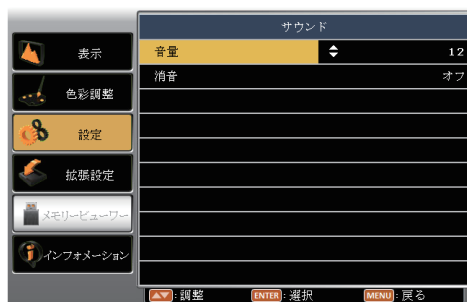 サウンド
表示
色彩調整
設定
拡張設定
メモリービューワー
インフォメーション
音量 12
消音 オフ
:調整 ENTER:選択 MENU:戻る